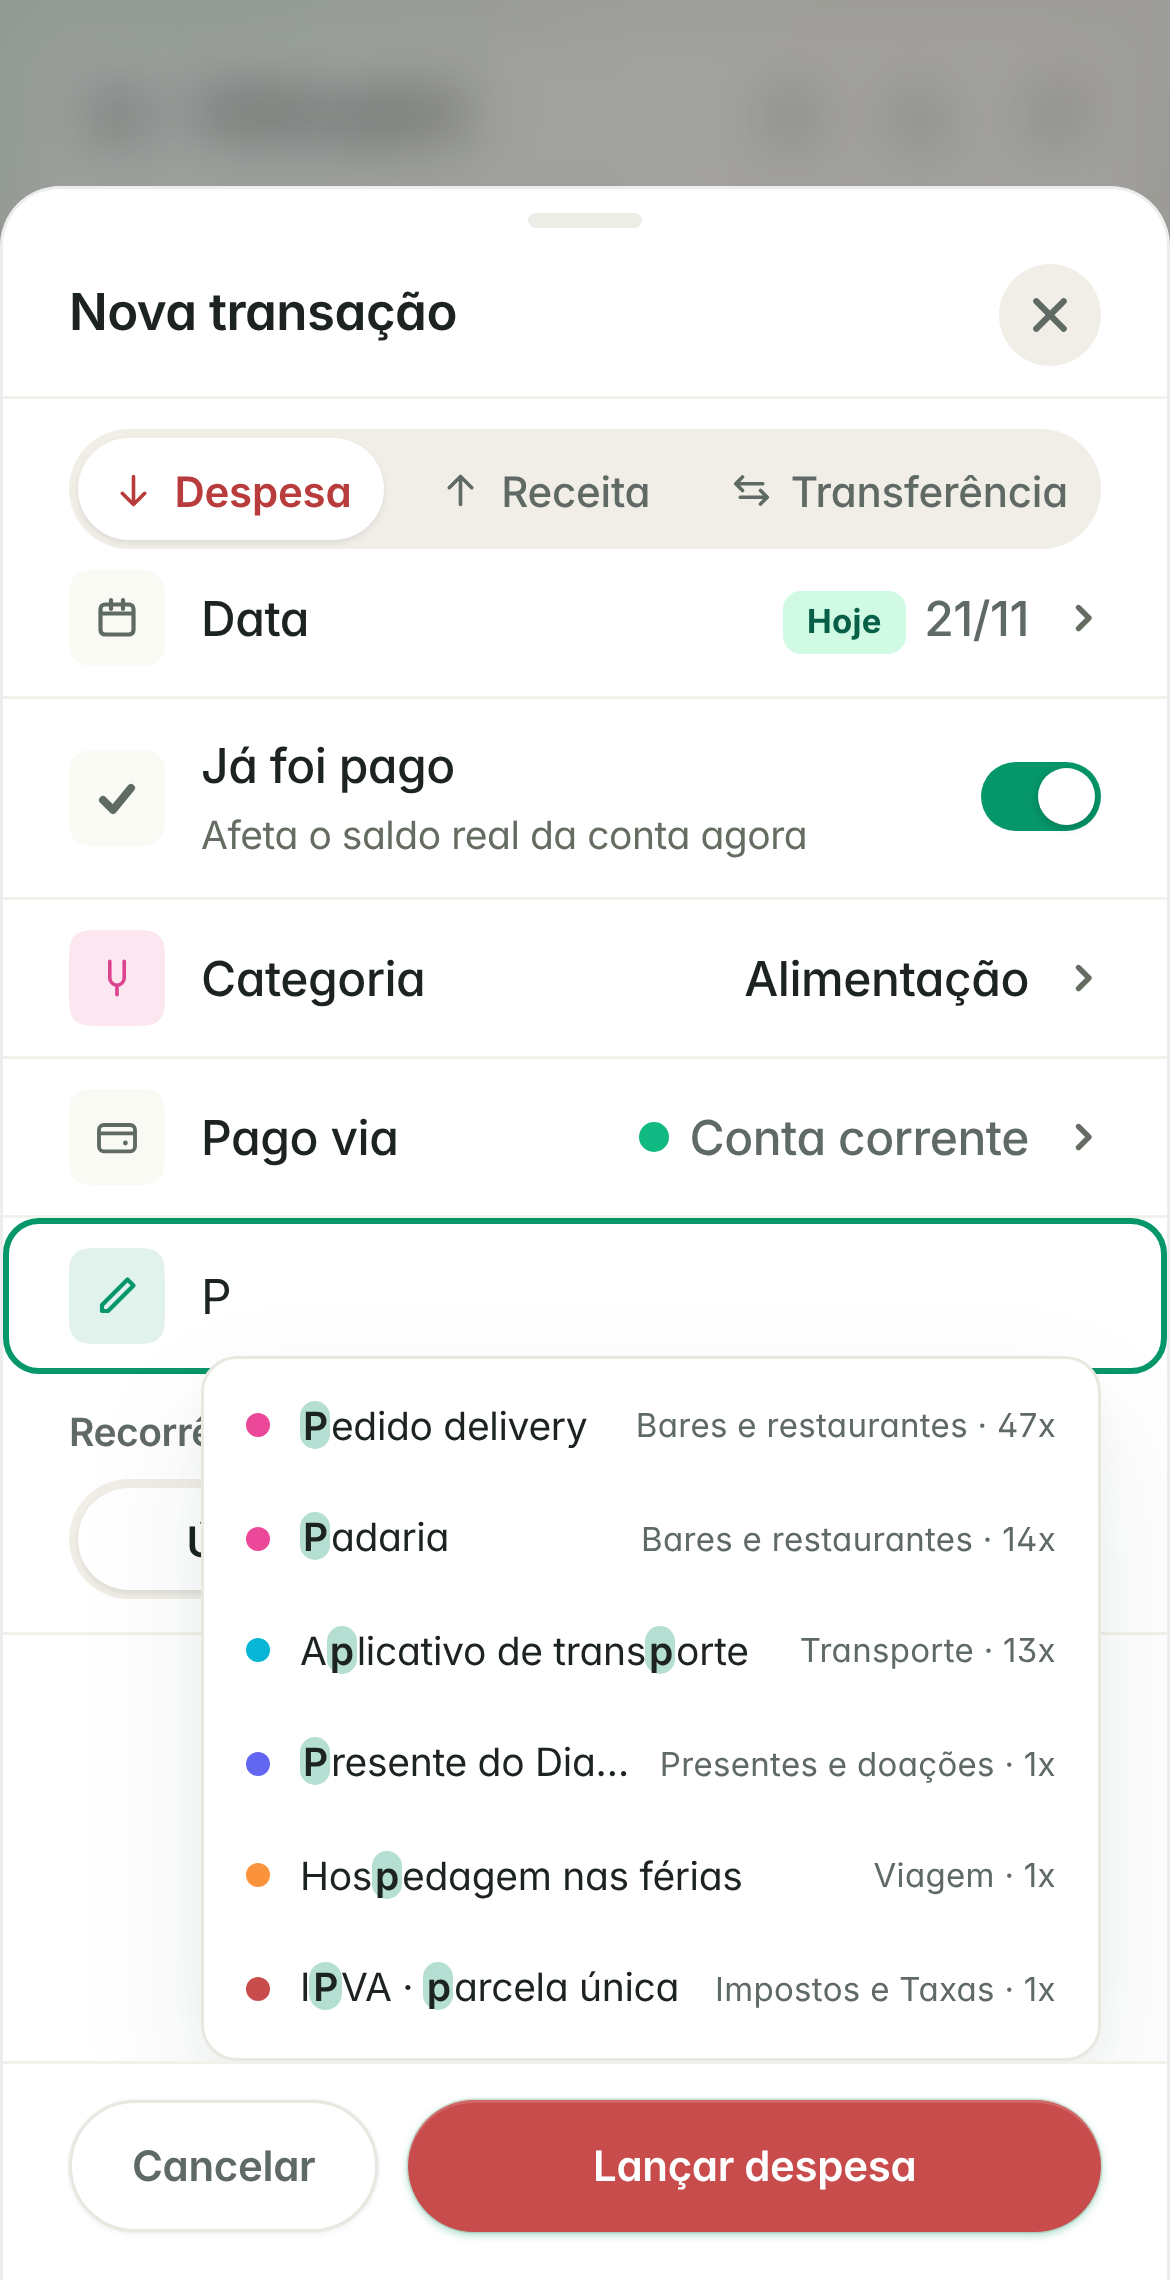 Nova transação
Despesa
Receita
Transferência
Data
Hoje 21/11
Já foi pago
Afeta o saldo real da conta agora
Categoria
Alimentação
Pago via
Conta corrente
P
Pedido delivery
Bares e restaurantes · 47x
Padaria
Bares e restaurantes · 14x
Aplicativo de transporte
Transporte · 13x
Presente do Dia...
Presentes e doações · 1x
Hospedagem nas férias
Viagem · 1x
IPVA · parcela única
Impostos e Taxas · 1x
Cancelar
Lançar despesa